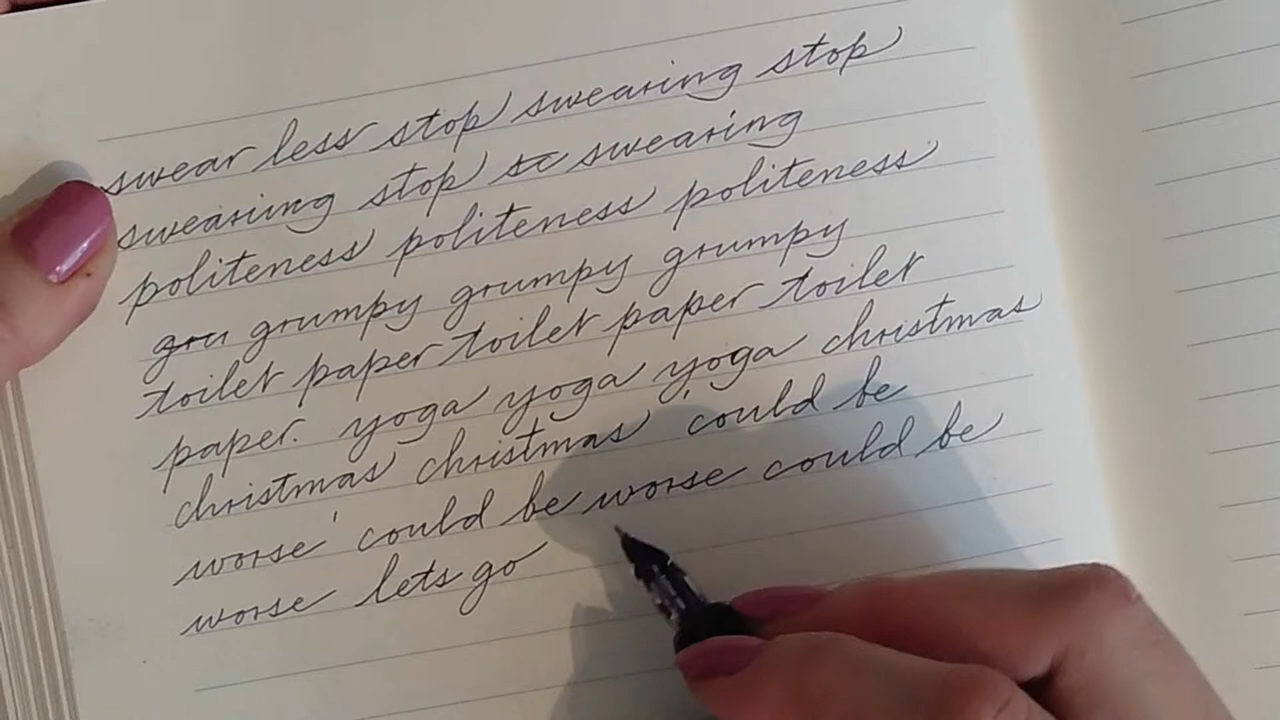 swear less stop swearing stop
swearing stop sc swearing
politeness politeness politeness
gru grumpy grumpy grumpy
toilet paper toilet paper toilet
paper. yoga yoga yoga christmas
christmas christmas could be
worse could be worse could be
worse lets go